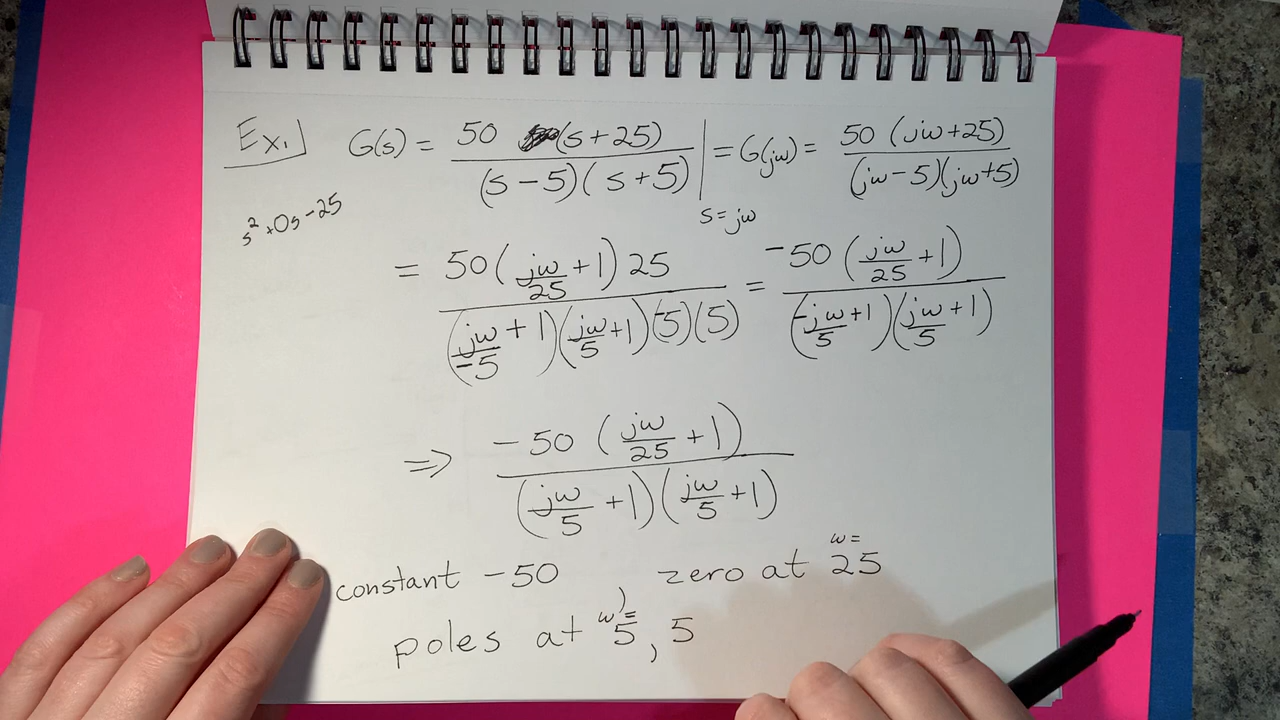 Ex.1 G(s) = 50 (s+25) / (s-5)(s+5) | s=jω = G(jω) = 50 (jω+25) / (jω-5)(jω+5)
s²+0s-25
= 50(jω/25 + 1) 25 / (jω/-5 + 1)(jω/5 + 1)(-5)(5) = -50 (jω/25 + 1) / (-jω/5 + 1)(jω/5 + 1)
⇒ -50 (jω/25 + 1) / (jω/5 + 1)(jω/5 + 1)
constant -50 , zero at ω= 25
poles at ω= 5, 5